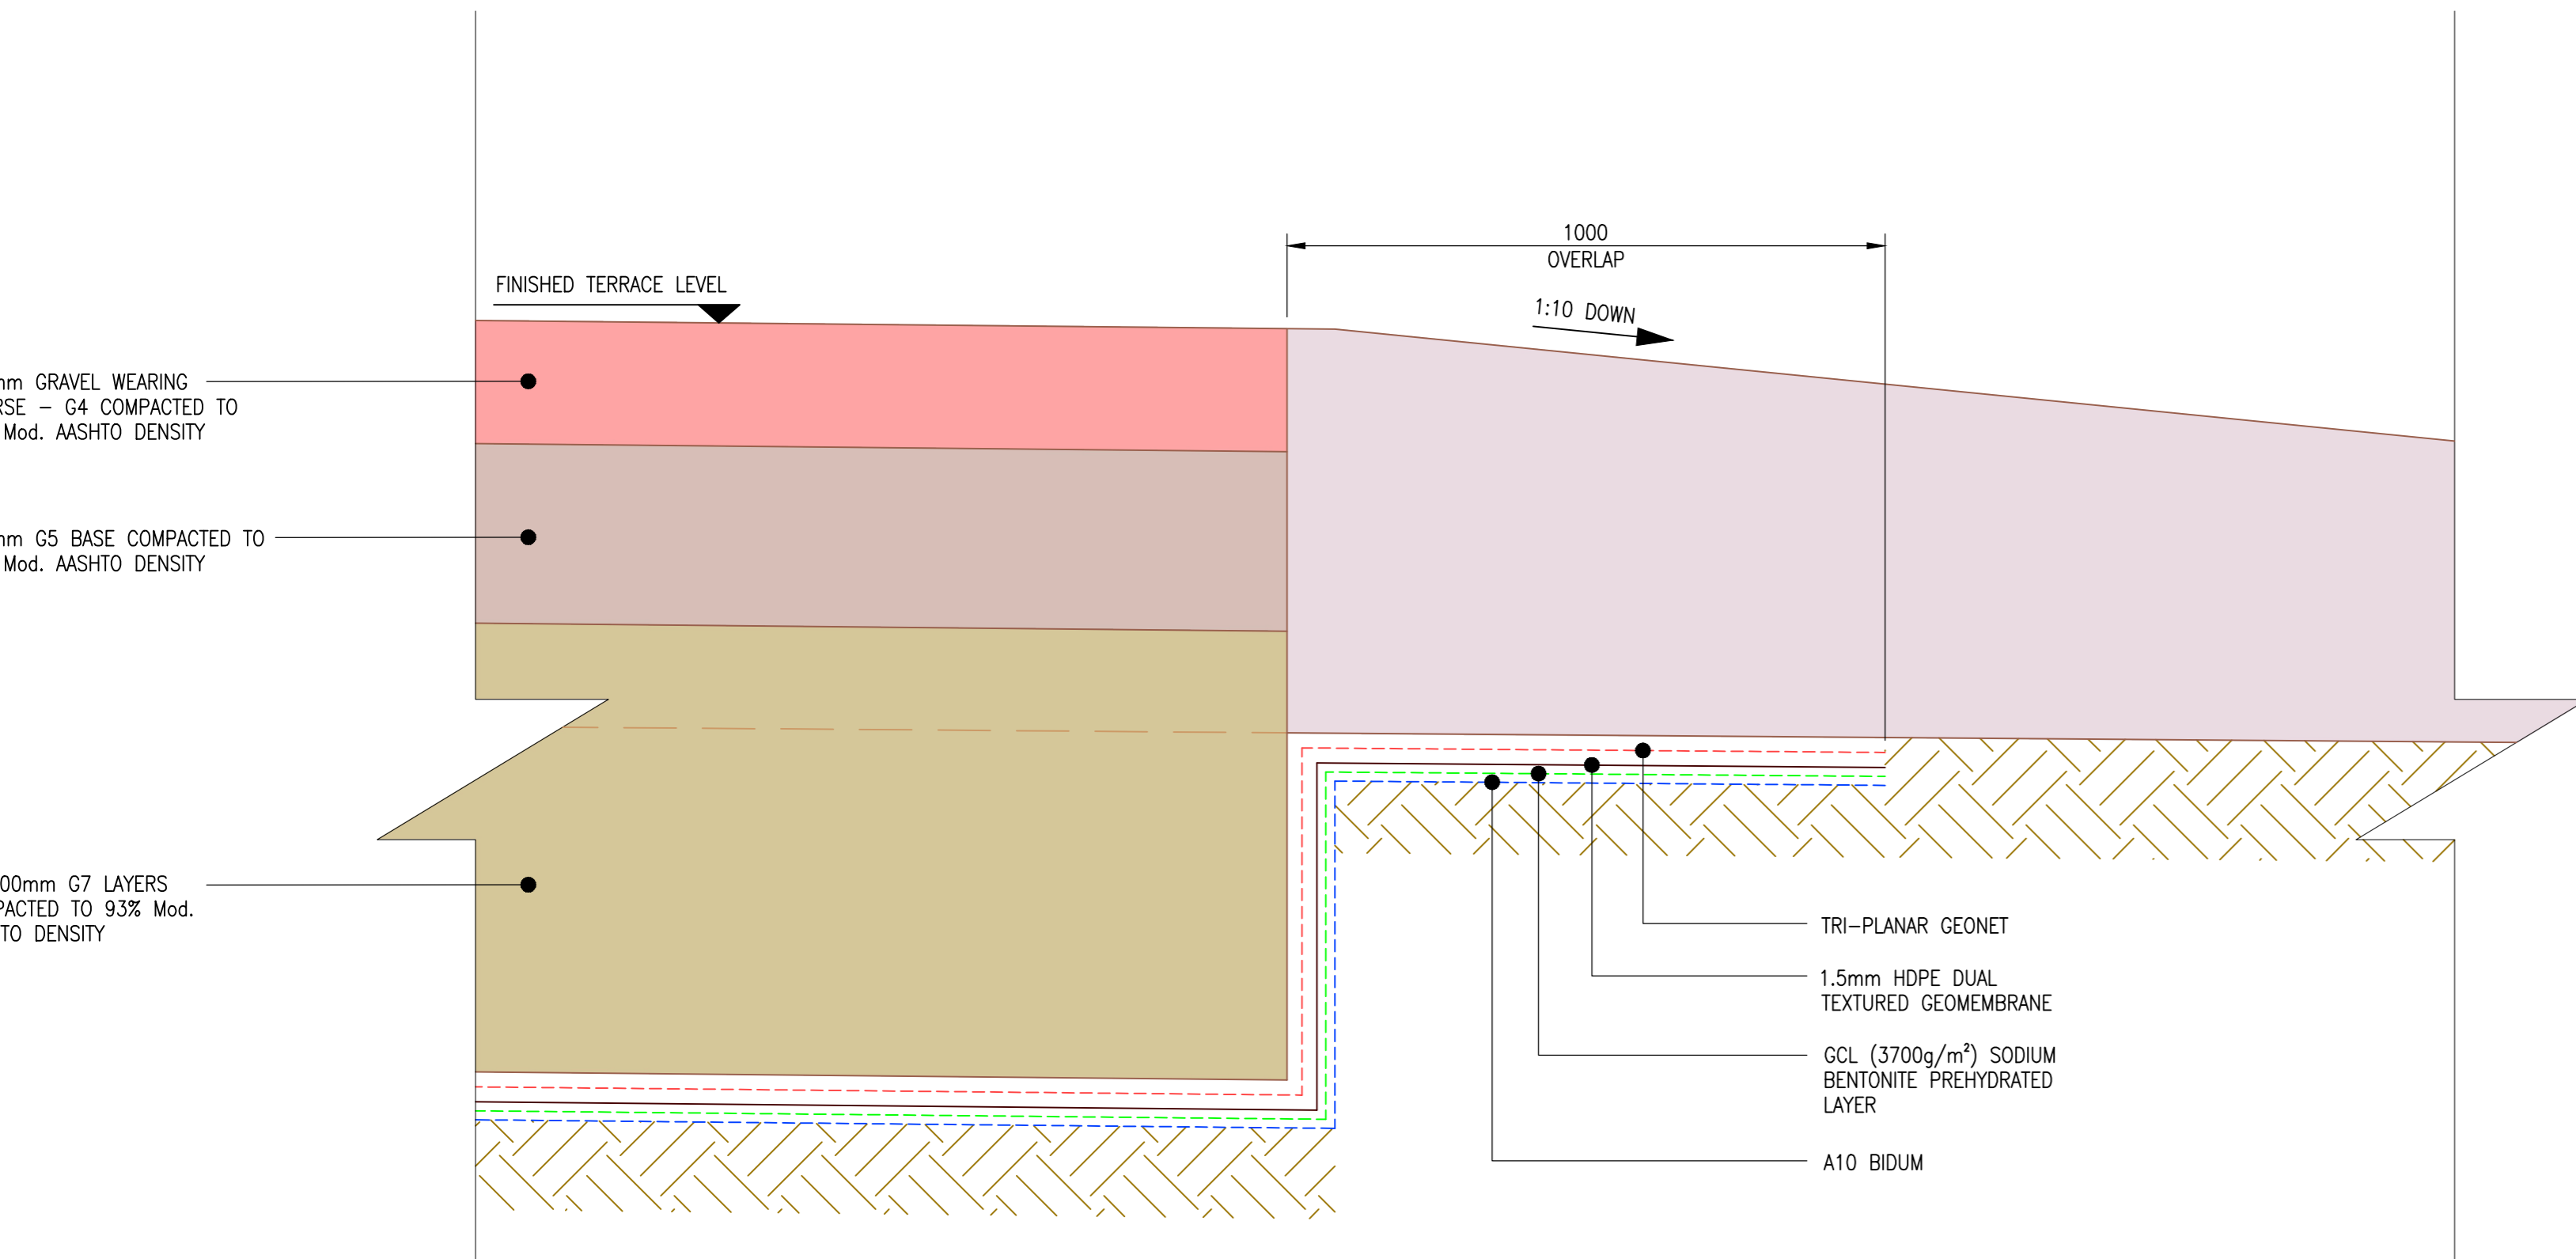 1000
OVERLAP
FINISHED TERRACE LEVEL
1:10 DOWN
GRAVEL WEARING
– G4 COMPACTED TO
Mod. AASHTO DENSITY
G5 BASE COMPACTED TO
Mod. AASHTO DENSITY
G7 LAYERS
TO 93% Mod.
DENSITY
TRI–PLANAR GEONET
1.5mm HDPE DUAL
TEXTURED GEOMEMBRANE
GCL (3700g/m²) SODIUM
BENTONITE PREHYDRATED
LAYER
A10 BIDUM